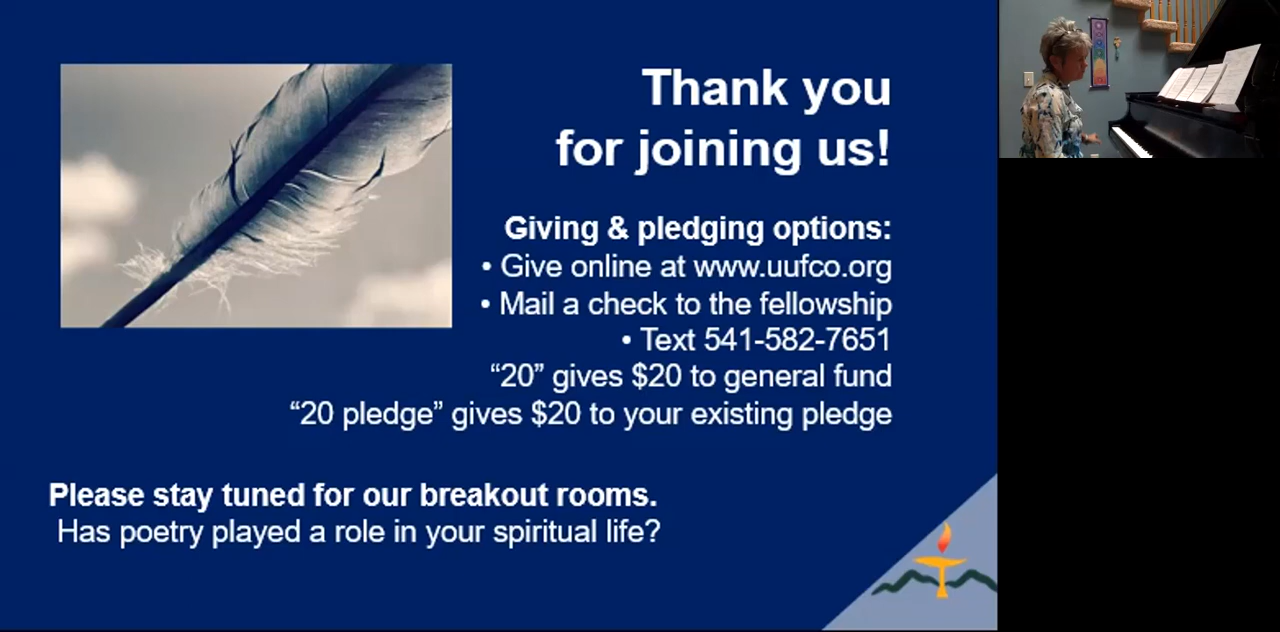 Thank you
for joining us!
Giving & pledging options:
• Give online at www.uufco.org
• Mail a check to the fellowship
• Text 541-582-7651
“20” gives $20 to general fund
“20 pledge” gives $20 to your existing pledge
Please stay tuned for our breakout rooms.
Has poetry played a role in your spiritual life?